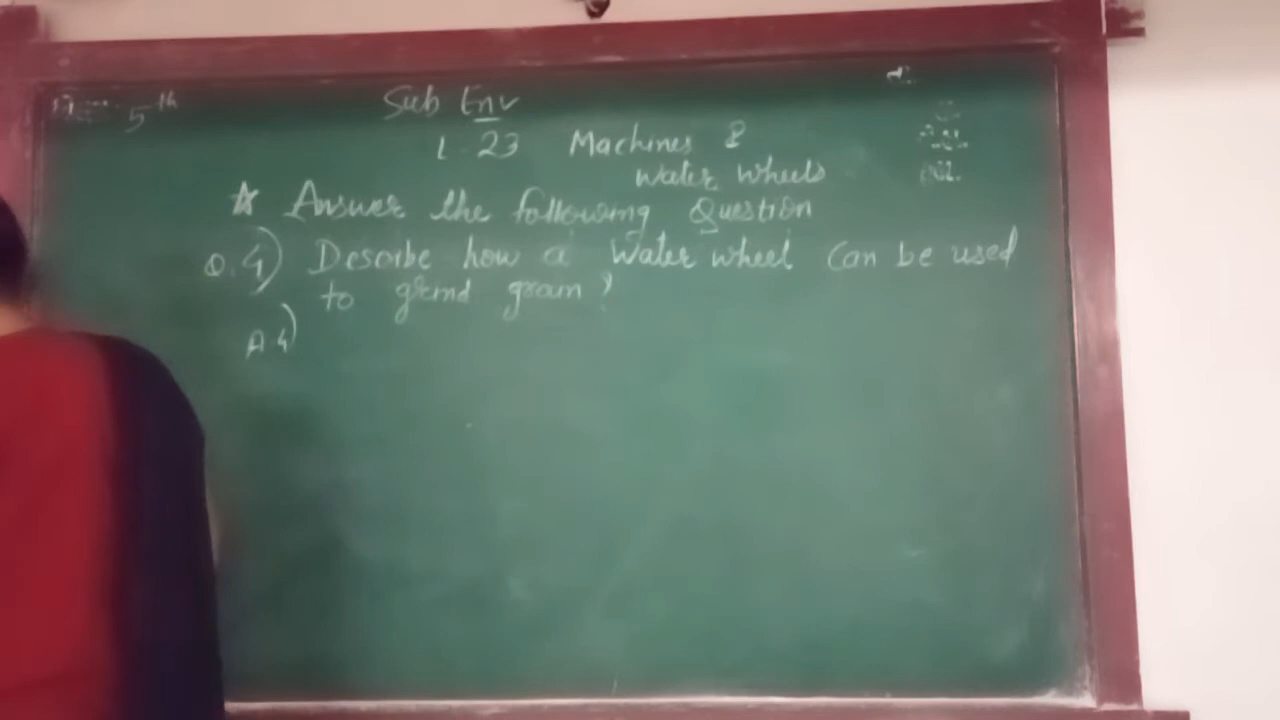 5th
Sub Env
L-23 Machines &
Water Wheels
☆ Answer the following Question
Q.4) Describe how a Water wheel can be used
to grind grain?
A.4)